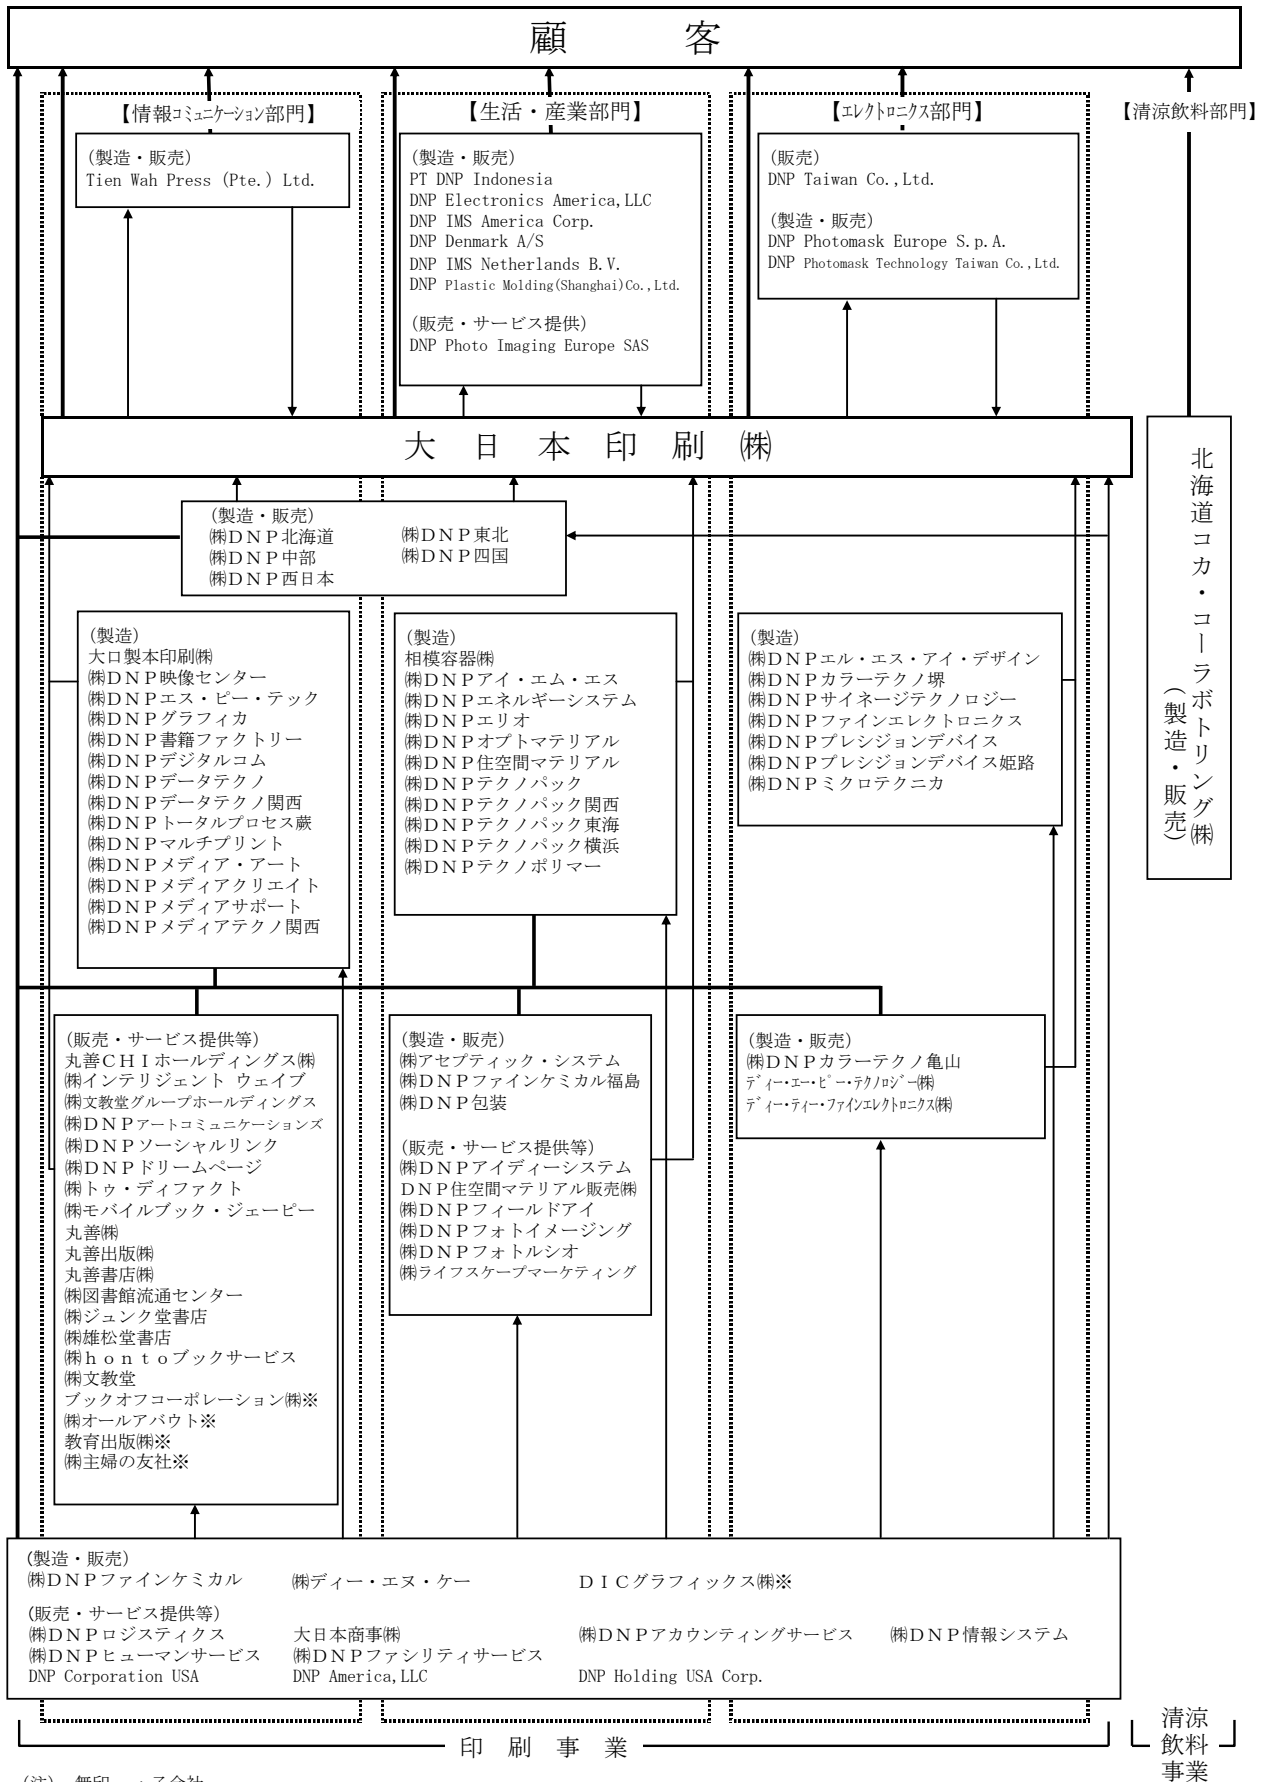 顧客
【情報コミュニケーション部門】
【生活・産業部門】
【エレクトロニクス部門】
【清涼飲料部門】
(製造・販売)
Tien Wah Press (Pte.) Ltd.
(製造・販売)
PT DNP Indonesia
DNP Electronics America,LLC
DNP IMS America Corp.
DNP Denmark A/S
DNP IMS Netherlands B.V.
DNP Plastic Molding(Shanghai)Co.,Ltd.
(販売・サービス提供)
DNP Photo Imaging Europe SAS
(販売)
DNP Taiwan Co.,Ltd.
(製造・販売)
DNP Photomask Europe S.p.A.
DNP Photomask Technology Taiwan Co.,Ltd.
大日本印刷㈱
北海道コカ・コーラボトリング㈱
(製造・販売)
(製造・販売)
㈱DNP北海道 ㈱DNP東北
㈱DNP中部 ㈱DNP四国
㈱DNP西日本
(製造)
大口製本印刷㈱
㈱DNP映像センター
㈱DNPエス・ピー・テック
㈱DNPグラフィカ
㈱DNP書籍ファクトリー
㈱DNPデジタルコム
㈱DNPデータテクノ
㈱DNPデータテクノ関西
㈱DNPトータルプロセス蕨
㈱DNPマルチプリント
㈱DNPメディア・アート
㈱DNPメディアクリエイト
㈱DNPメディアサポート
㈱DNPメディアテクノ関西
(製造)
相模容器㈱
㈱DNPアイ・エム・エス
㈱DNPエネルギーシステム
㈱DNPエリオ
㈱DNPオプトマテリアル
㈱DNP住空間マテリアル
㈱DNPテクノパック
㈱DNPテクノパック関西
㈱DNPテクノパック東海
㈱DNPテクノパック横浜
㈱DNPテクノポリマー
(製造)
㈱DNPエル・エス・アイ・デザイン
㈱DNPカラーテクノ堺
㈱DNPサイネージテクノロジー
㈱DNPファインエレクトロニクス
㈱DNPプレシジョンデバイス
㈱DNPプレシジョンデバイス姫路
㈱DNPミクロテクニカ
(販売・サービス提供等)
丸善CHIホールディングス㈱
㈱インテリジェント ウェイブ
㈱文教堂グループホールディングス
㈱DNPアートコミュニケーションズ
㈱DNPソーシャルリンク
㈱DNPドリームページ
㈱トゥ・ディファクト
㈱モバイルブック・ジェーピー
丸善㈱
丸善出版㈱
丸善書店㈱
㈱図書館流通センター
㈱ジュンク堂書店
㈱雄松堂書店
㈱hontoブックサービス
㈱文教堂
ブックオフコーポレーション㈱※
㈱オールアバウト※
教育出版㈱※
㈱主婦の友社※
(製造・販売)
㈱アセプティック・システム
㈱DNPファインケミカル福島
㈱DNP包装
(販売・サービス提供等)
㈱DNPアイディーシステム
DNP住空間マテリアル販売㈱
㈱DNPフィールドアイ
㈱DNPフォトイメージング
㈱DNPフォトルシオ
㈱ライフスケープマーケティング
(製造・販売)
㈱DNPカラーテクノ亀山
ディー・エー・ピー・テクノロジー㈱
ディー・ティー・ファインエレクトロニクス㈱
(製造・販売)
㈱DNPファインケミカル ㈱ディー・エヌ・ケー DICグラフィックス㈱※
(販売・サービス提供等)
㈱DNPロジスティクス 大日本商事㈱ ㈱DNPアカウンティングサービス ㈱DNP情報システム
㈱DNPヒューマンサービス ㈱DNPファシリティサービス
DNP Corporation USA DNP America,LLC DNP Holding USA Corp.
印刷事業
清涼
飲料
事業